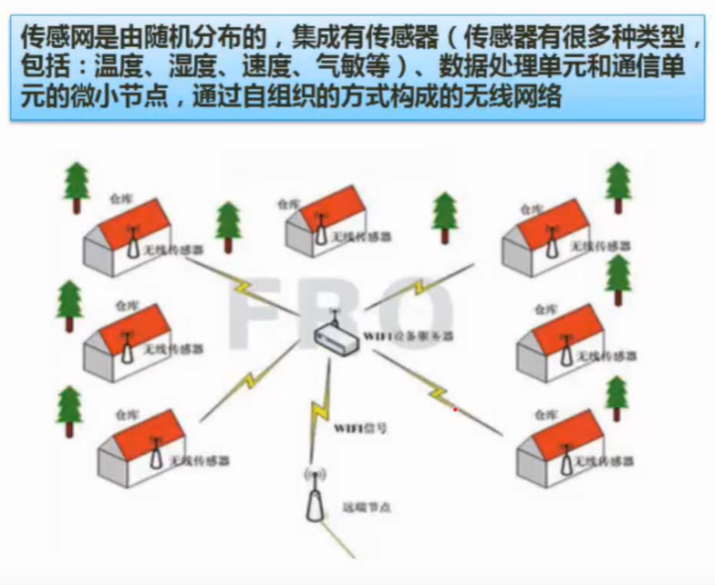 传感网是由随机分布的，集成有传感器（传感器有很多种类型，
包括：温度、湿度、速度、气敏等）、数据处理单元和通信单
元的微小节点，通过自组织的方式构成的无线网络
仓库
仓库
仓库
无线传感器
无线传感器
无线传感器
FRO
仓库
仓库
WIFI设备服务器
无线传感器
无线传感器
仓库
仓库
WIFI信号
无线传感器
无线传感器
远端节点